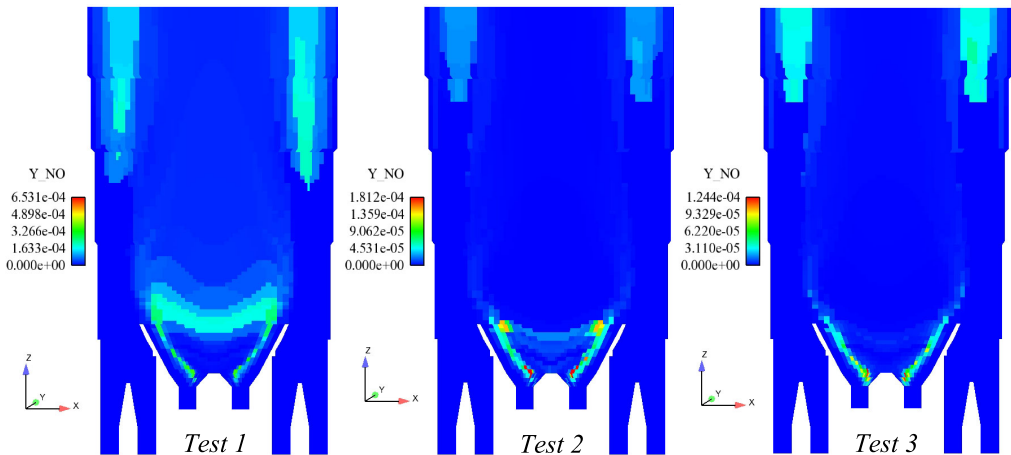 Y_NO
6.531e-04
4.898e-04
3.266e-04
1.633e-04
0.000e+00
Z
Y
X
Test 1
Y_NO
1.812e-04
1.359e-04
9.062e-05
4.531e-05
0.000e+00
Z
Y
X
Test 2
Y_NO
1.244e-04
9.329e-05
6.220e-05
3.110e-05
0.000e+00
Z
Y
X
Test 3